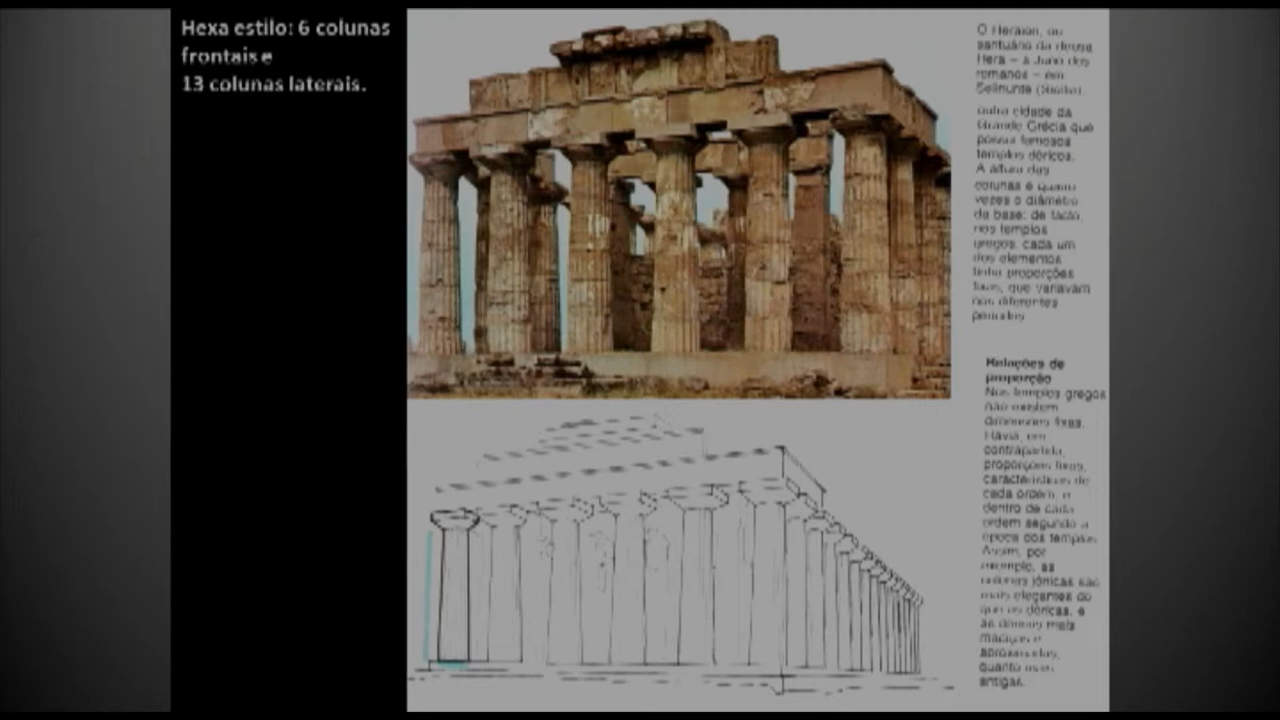 Hexa estilo: 6 colunas
frontais e
13 colunas laterais.
O Heraion, ou
santuário da deusa
Hera – a Juno dos
romanos – em
Selinunte (Sicília),
outra cidade da
Grande Grécia que
possui famosos
templos dóricos.
A altura das
colunas é quatro
vezes o diâmetro
da base: de facto,
nos templos
gregos, cada um
dos elementos
tinha proporções
fixas, que variavam
nos diferentes
períodos
Relações de
proporção
Nos templos gregos
não existem
dimensões fixas.
Havia, em
contrapartida,
proporções fixas,
características de
cada ordem, e
dentro de cada
ordem segundo a
época dos templos
Assim, por
exemplo, as
colunas jónicas são
mais elegantes do
que as dóricas, e
as dóricas mais
maciças e
aproximadas,
quanto mais
antigas.